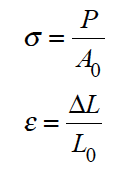 σ = P / A₀
ε = ΔL / L₀